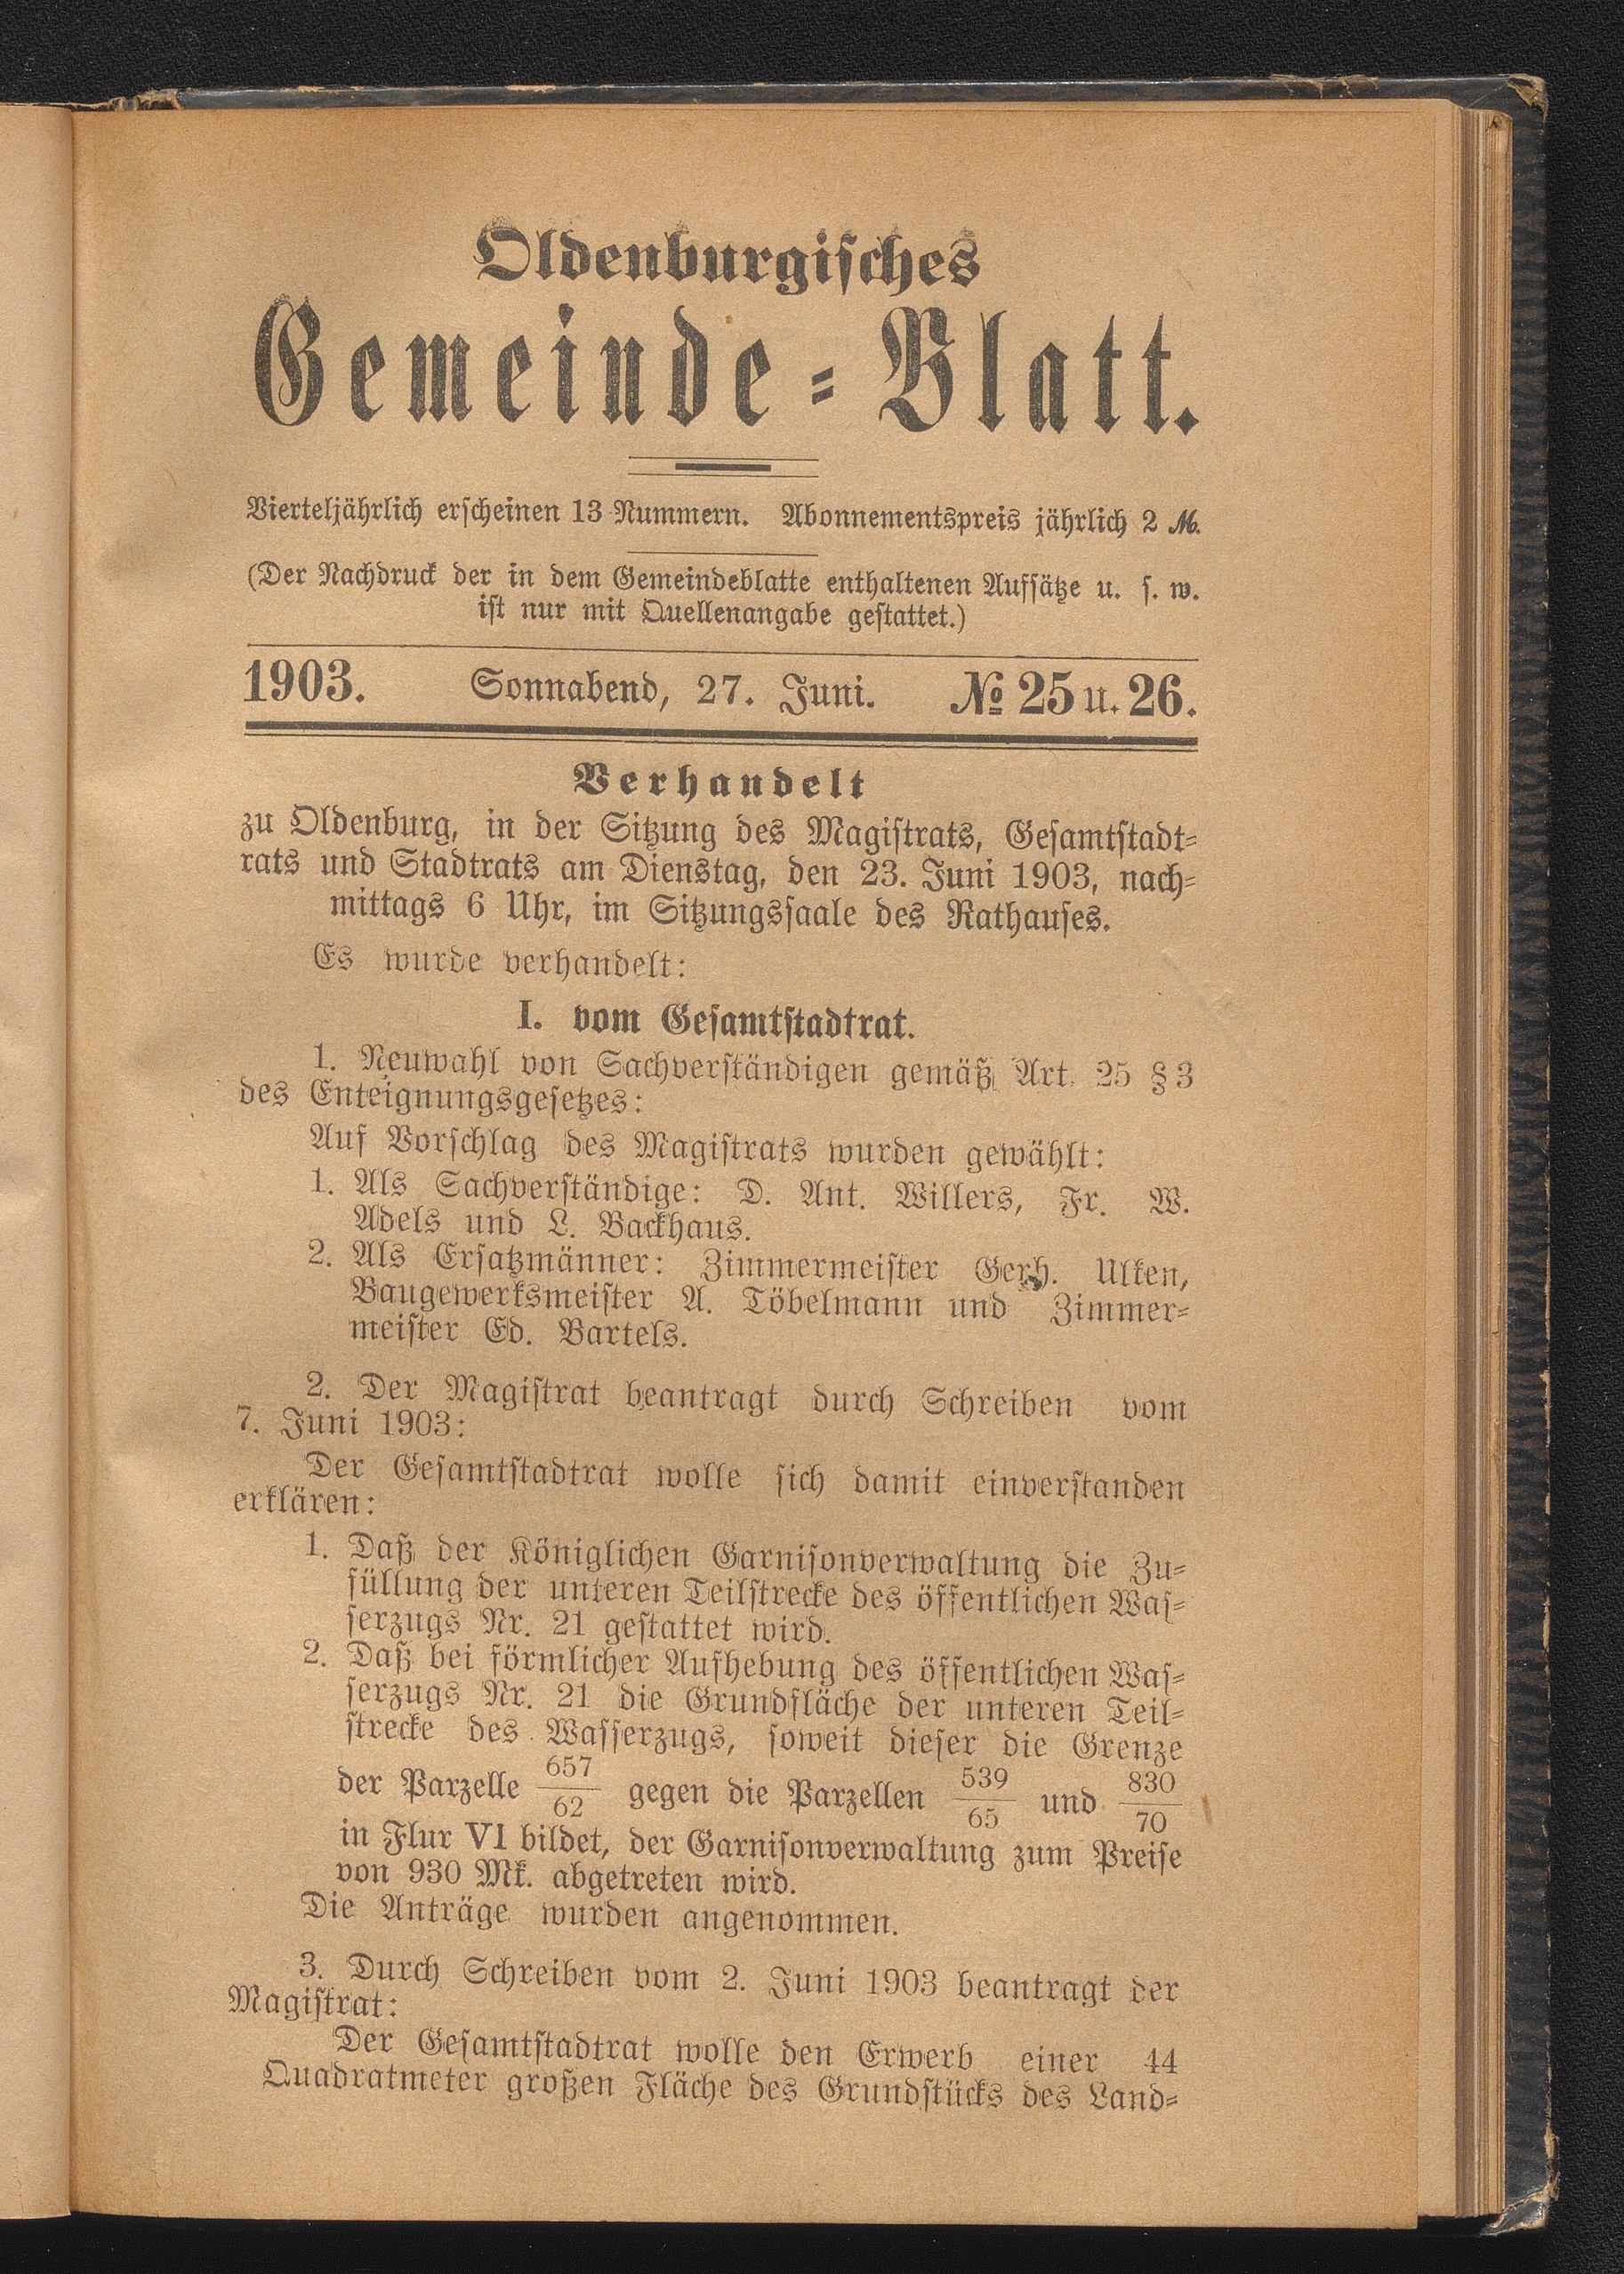 Oldenburgisches
Gemeinde-Blatt.
Vierteljährlich erscheinen 13 Nummern. Abonnementspreis jährlich 2 ℳ.
(Der Nachdruck der in dem Gemeindeblatte enthaltenen Aufsätze u. s. w.
ist nur mit Quellenangabe gestattet.)
1903. Sonnabend, 27. Juni. № 25 u. 26.
Verhandelt
zu Oldenburg, in der Sitzung des Magistrats, Gesamtstadt-
rats und Stadtrats am Dienstag, den 23. Juni 1903, nach-
mittags 6 Uhr, im Sitzungssaale des Rathauses.
Es wurde verhandelt:
I. vom Gesamtstadtrat.
1. Neuwahl von Sachverständigen gemäß Art. 25 § 3
des Enteignungsgesetzes:
Auf Vorschlag des Magistrats wurden gewählt:
1. Als Sachverständige: D. Ant. Willers, Fr. W.
Adels und L. Backhaus.
2. Als Ersatzmänner: Zimmermeister Gerh. Ulken,
Baugewerksmeister A. Töbelmann und Zimmer-
meister Ed. Bartels.
2. Der Magistrat beantragt durch Schreiben vom
7. Juni 1903:
Der Gesamtstadtrat wolle sich damit einverstanden
erklären:
1. Daß der Königlichen Garnisonverwaltung die Zu-
füllung der unteren Teilstrecke des öffentlichen Was-
serzugs Nr. 21 gestattet wird.
2. Daß bei förmlicher Aufhebung des öffentlichen Was-
serzugs Nr. 21 die Grundfläche der unteren Teil-
strecke des Wasserzugs, soweit dieser die Grenze
der Parzelle 657/62 gegen die Parzellen 539/65 und 830/70
in Flur VI bildet, der Garnisonverwaltung zum Preise
von 930 Mk. abgetreten wird.
Die Anträge wurden angenommen.
3. Durch Schreiben vom 2. Juni 1903 beantragt der
Magistrat:
Der Gesamtstadtrat wolle den Erwerb einer 44
Quadratmeter großen Fläche des Grundstücks des Land-